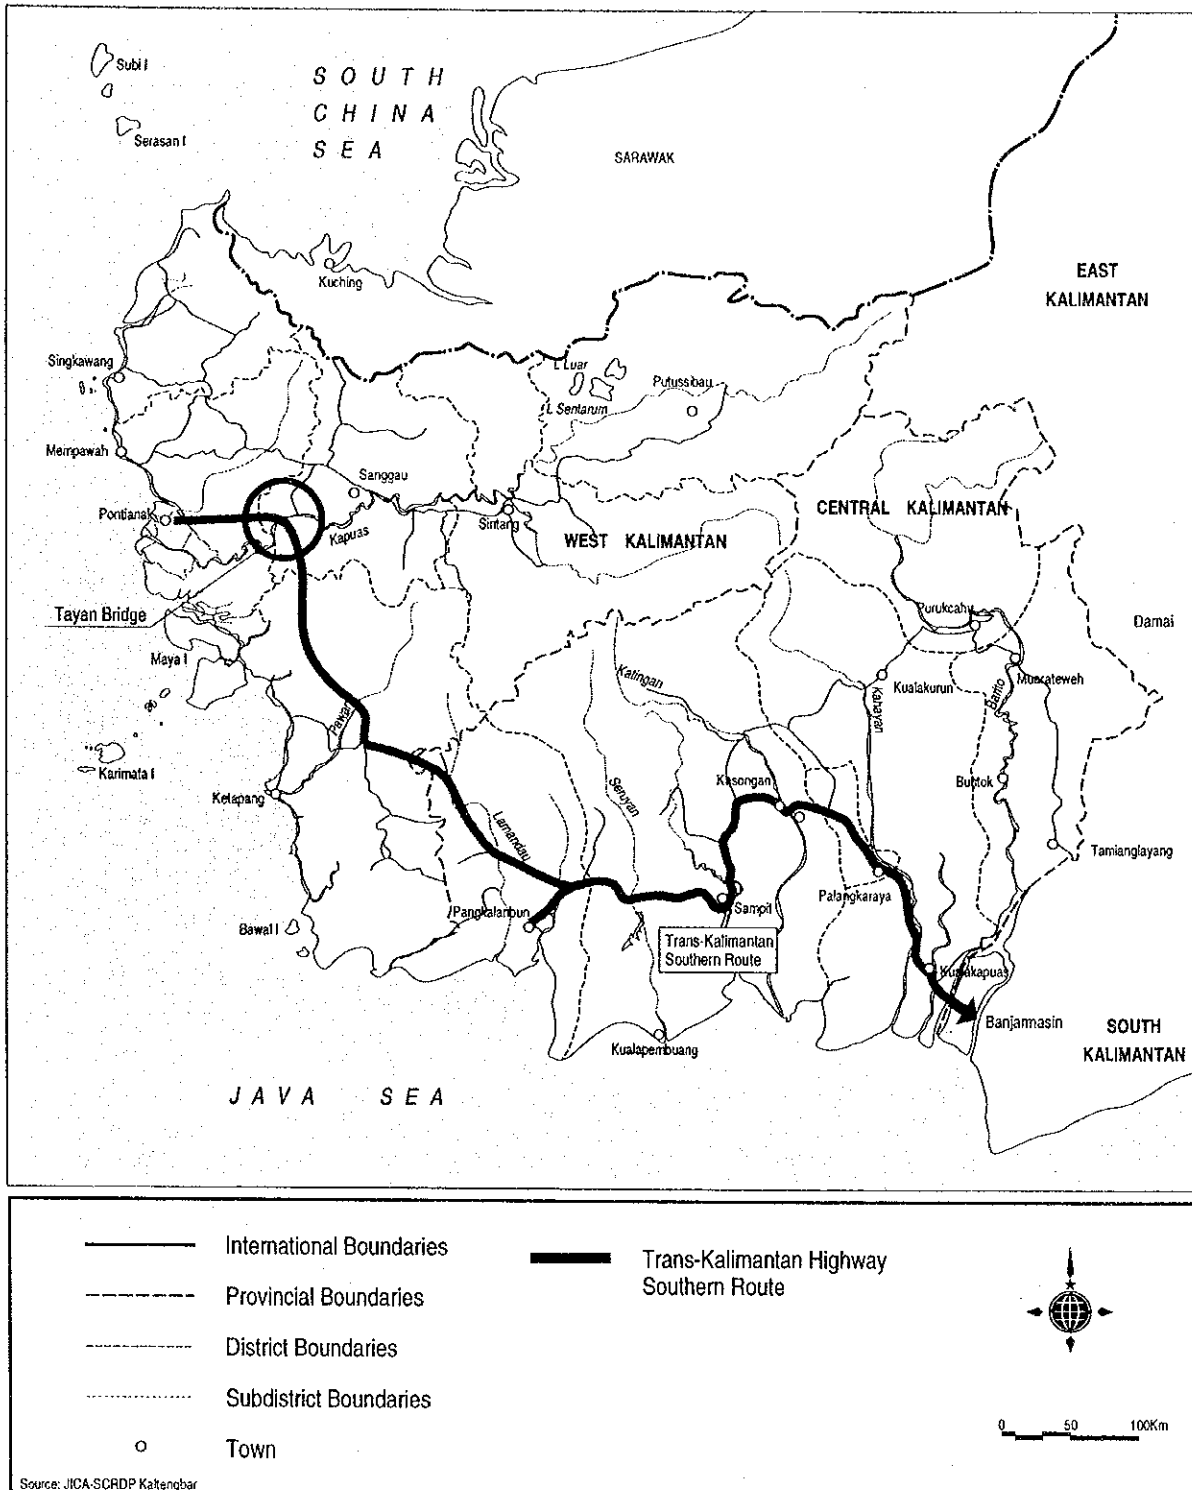 Subi I
Serasan I
SOUTH
CHINA
SEA
SARAWAK
Kuching
EAST
KALIMANTAN
Singkawang
L Luar
L Sentarum
Putussibau
Mempawah
Sanggau
Pontianak
Kapuas
Sintang
WEST KALIMANTAN
CENTRAL KALIMANTAN
Tayan Bridge
Maya I
Purukcahu
Damai
Muarateweh
Katingan
Kualakurun
Kahayan
Barito
Pawan
Karimata I
Ketapang
Kasongan
Buntok
Seruyan
Lamandau
Tamianglayang
Palangkaraya
Pangkalanbun
Sampit
Bawal I
Trans-Kalimantan
Southern Route
Kualakapuas
Banjarmasin
Kualapembuang
SOUTH
KALIMANTAN
JAVA SEA
International Boundaries
Provincial Boundaries
District Boundaries
Subdistrict Boundaries
Town
Trans-Kalimantan Highway
Southern Route
0 50 100Km
Source: JICA-SCRDP Kaltengbar